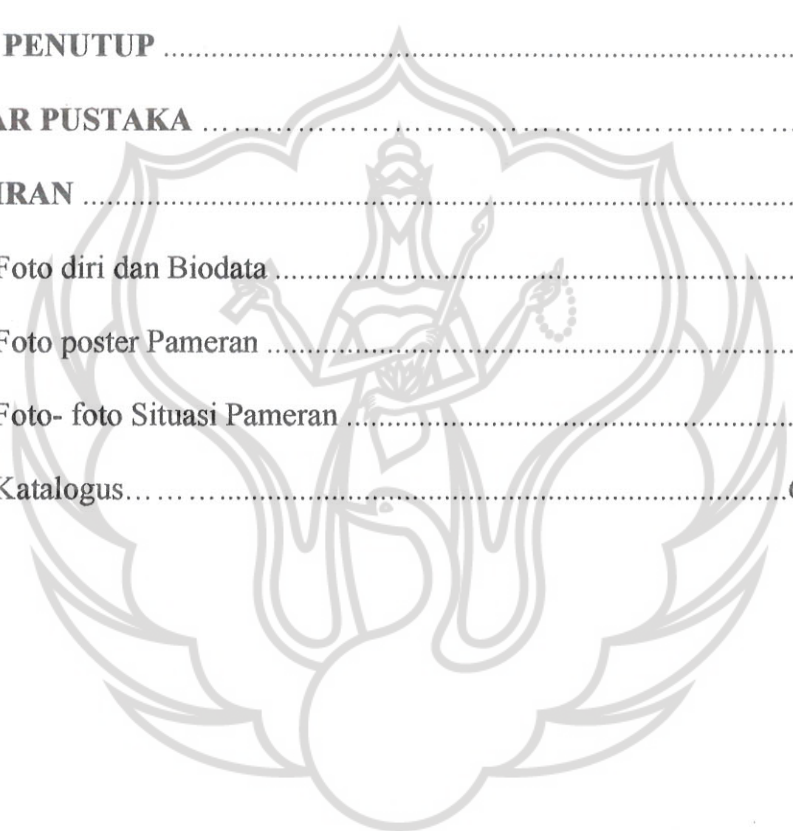 PENUTUP ........................................................................
AR PUSTAKA ........................................................................
IRAN ........................................................................
Foto diri dan Biodata ........................................................................
Foto poster Pameran ........................................................................
Foto- foto Situasi Pameran ........................................................................
Katalogus........................................................................